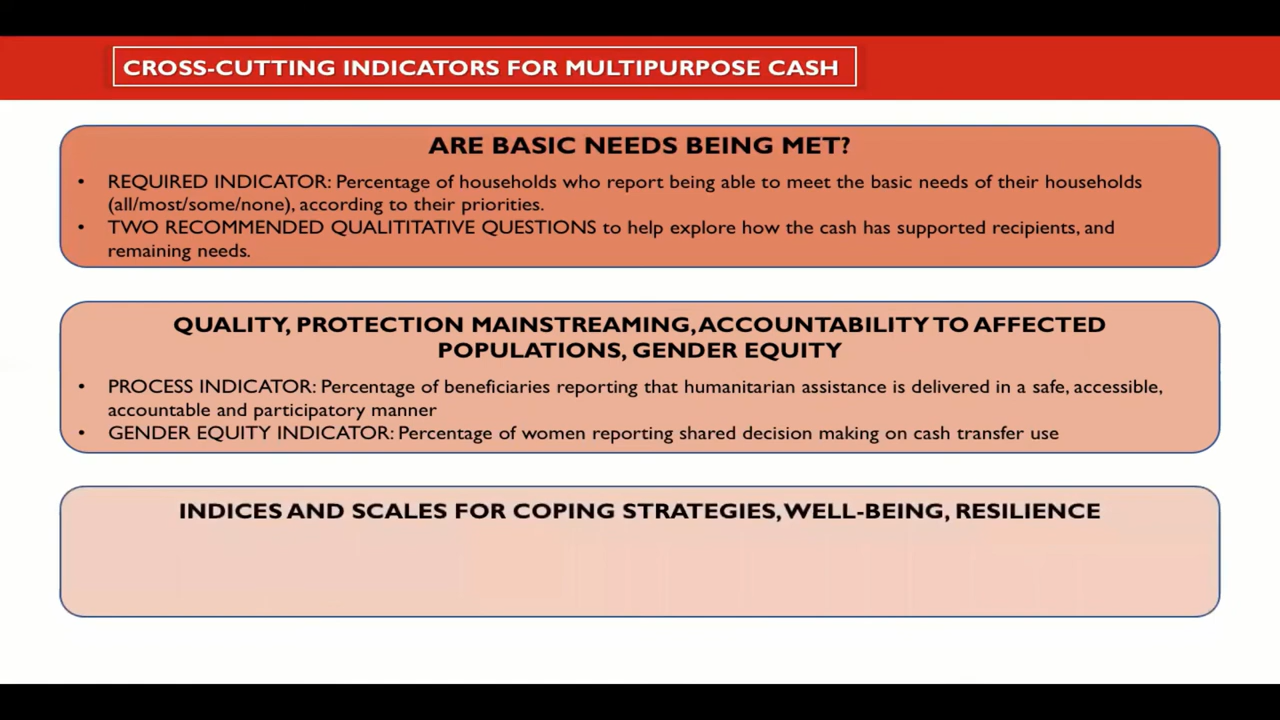 CROSS-CUTTING INDICATORS FOR MULTIPURPOSE CASH
ARE BASIC NEEDS BEING MET?
• REQUIRED INDICATOR: Percentage of households who report being able to meet the basic needs of their households
(all/most/some/none), according to their priorities.
• TWO RECOMMENDED QUALITITATIVE QUESTIONS to help explore how the cash has supported recipients, and
remaining needs.
QUALITY, PROTECTION MAINSTREAMING, ACCOUNTABILITY TO AFFECTED
POPULATIONS, GENDER EQUITY
• PROCESS INDICATOR: Percentage of beneficiaries reporting that humanitarian assistance is delivered in a safe, accessible,
accountable and participatory manner
• GENDER EQUITY INDICATOR: Percentage of women reporting shared decision making on cash transfer use
INDICES AND SCALES FOR COPING STRATEGIES, WELL-BEING, RESILIENCE